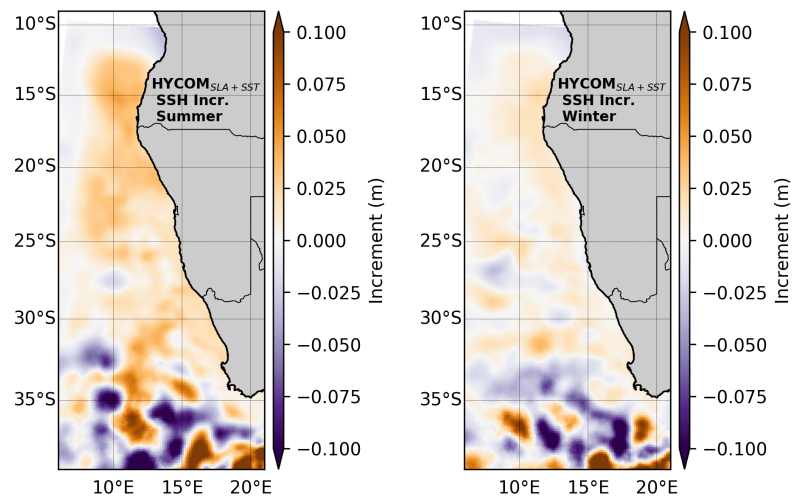 10°S
15°S
20°S
25°S
30°S
35°S
10°E 15°E 20°E
HYCOM SLA+SST
SSH Incr.
Summer
0.100
0.075
0.050
0.025
0.000
−0.025
−0.050
−0.075
−0.100
Increment (m)
10°S
15°S
20°S
25°S
30°S
35°S
10°E 15°E 20°E
HYCOM SLA+SST
SSH Incr.
Winter
0.100
0.075
0.050
0.025
0.000
−0.025
−0.050
−0.075
−0.100
Increment (m)